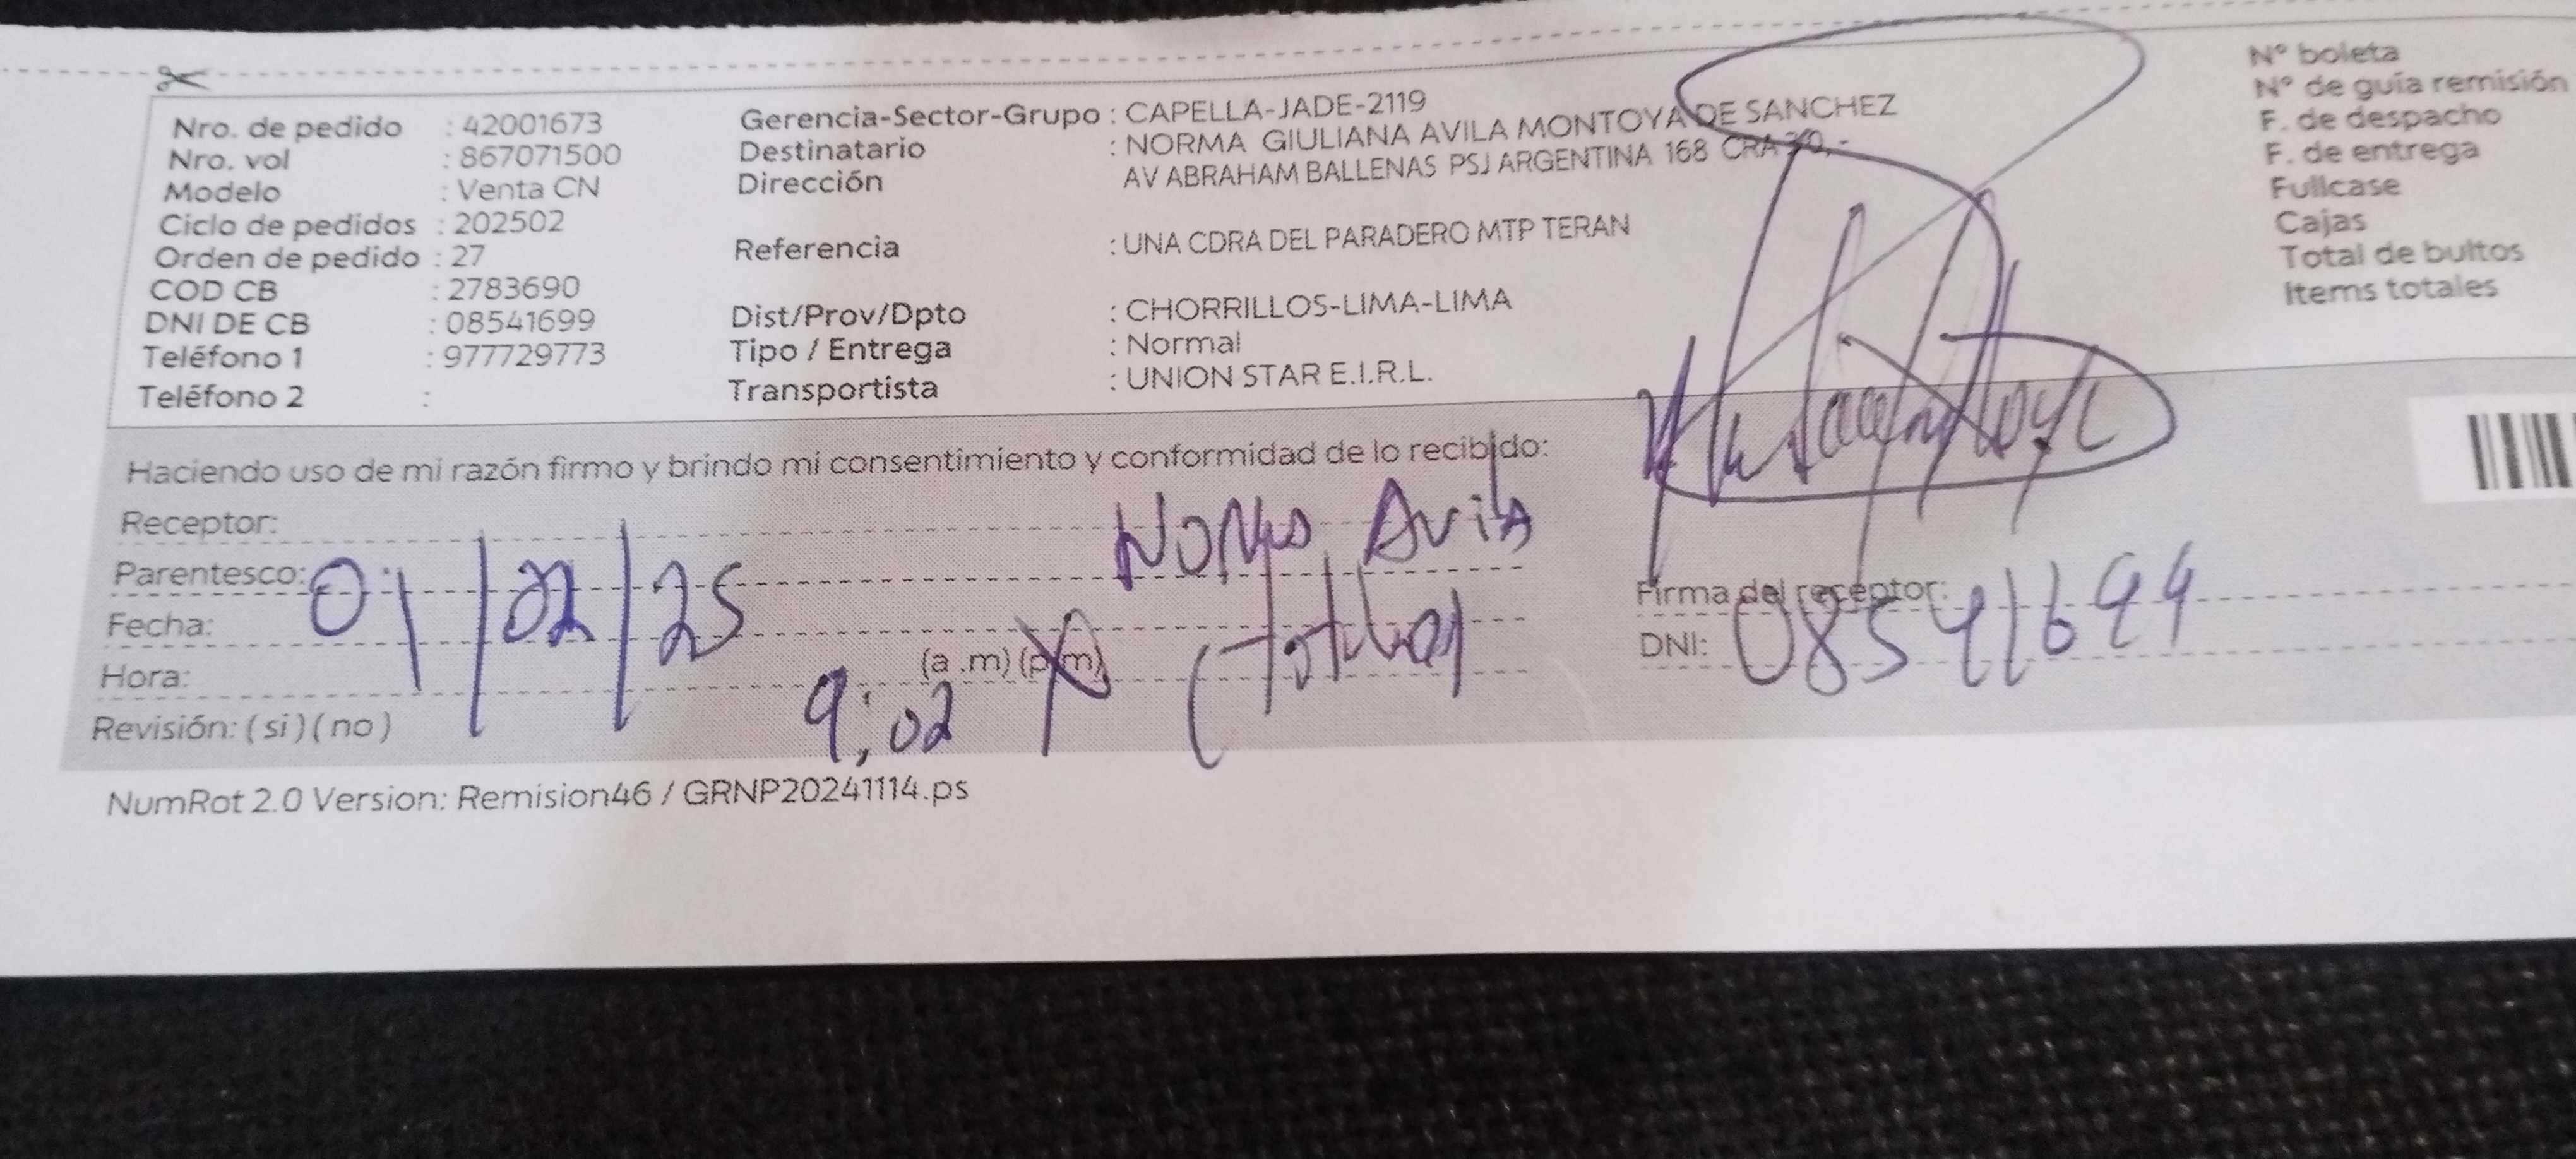 Nro. de pedido : 42001673
Nro. vol : 867071500
Modelo : Venta CN
Ciclo de pedidos : 202502
Orden de pedido : 27
COD CB : 2783690
DNI DE CB : 08541699
Teléfono 1 : 977729773
Teléfono 2 :
Gerencia-Sector-Grupo : CAPELLA-JADE-2119
Destinatario : NORMA GIULIANA AVILA MONTOYA DE SANCHEZ
Dirección AV ABRAHAM BALLENAS PSJ ARGENTINA 168 CRA
Referencia : UNA CDRA DEL PARADERO MTP TERAN
Dist/Prov/Dpto : CHORRILLOS-LIMA-LIMA
Tipo / Entrega : Normal
Transportista : UNION STAR E.I.R.L.
N° boleta
N° de guía remisión
F. de despacho
F. de entrega
Fullcase
Cajas
Total de bultos
Items totales
Haciendo uso de mi razón firmo y brindo mi consentimiento y conformidad de lo recibido:
Receptor: Norma Avila
Parentesco: (Titular)
Fecha: 01/02/25
Hora: 9:02 (a .m) (p.m)
Revisión: ( si ) ( no )
Firma del receptor:
DNI: 08541699
NumRot 2.0 Version: Remision46 / GRNP20241114.ps